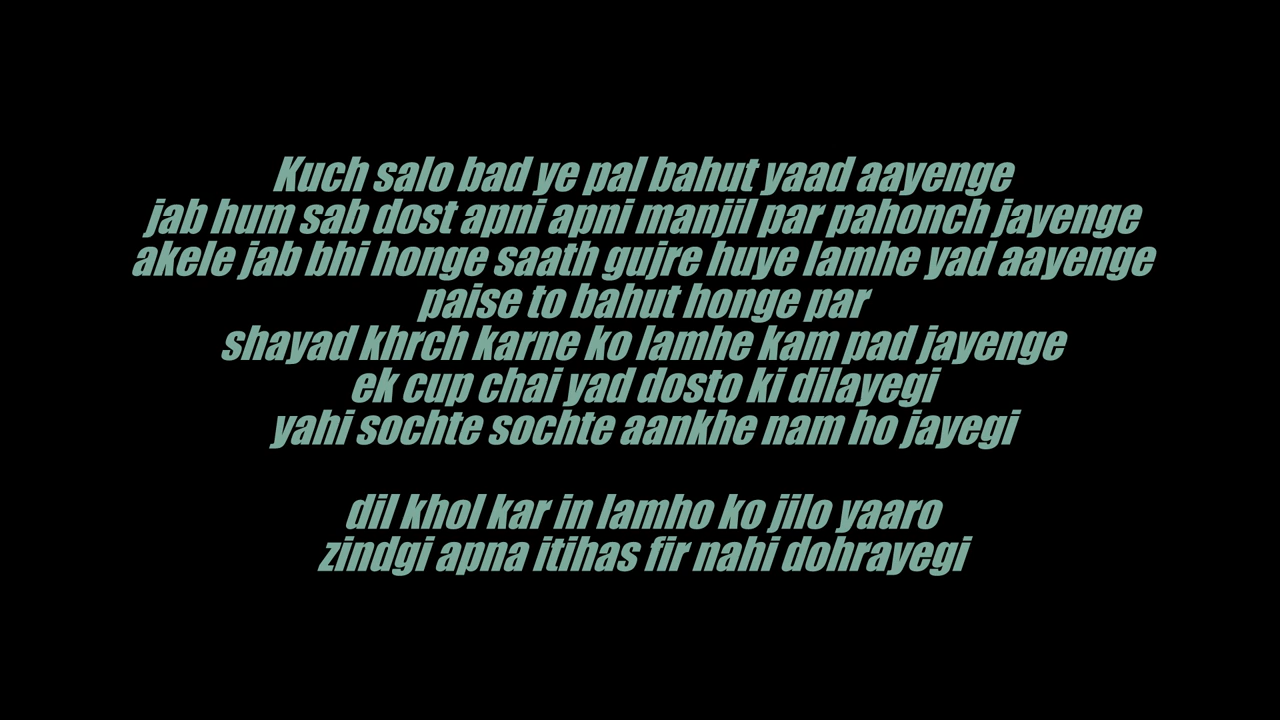 Kuch salo bad ye pal bahut yaad aayenge
jab hum sab dost apni apni manjil par pahonch jayenge
akele jab bhi honge saath gujre huye lamhe yad aayenge
paise to bahut honge par
shayad khrch karne ko lamhe kam pad jayenge
ek cup chai yad dosto ki dilayegi
yahi sochte sochte aankhe nam ho jayegi
dil khol kar in lamho ko jilo yaaro
zindgi apna itihas fir nahi dohrayegi